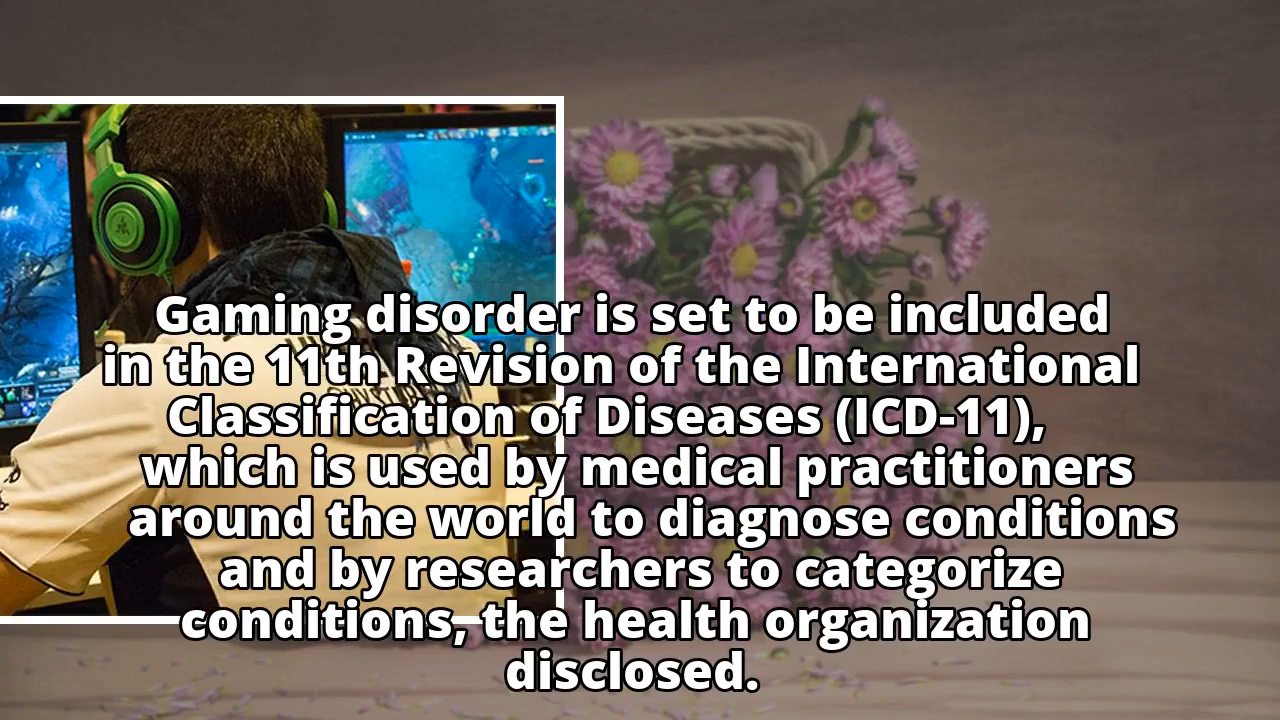 Gaming disorder is set to be included
in the 11th Revision of the International
Classification of Diseases (ICD-11),
which is used by medical practitioners
around the world to diagnose conditions
and by researchers to categorize
conditions, the health organization
disclosed.